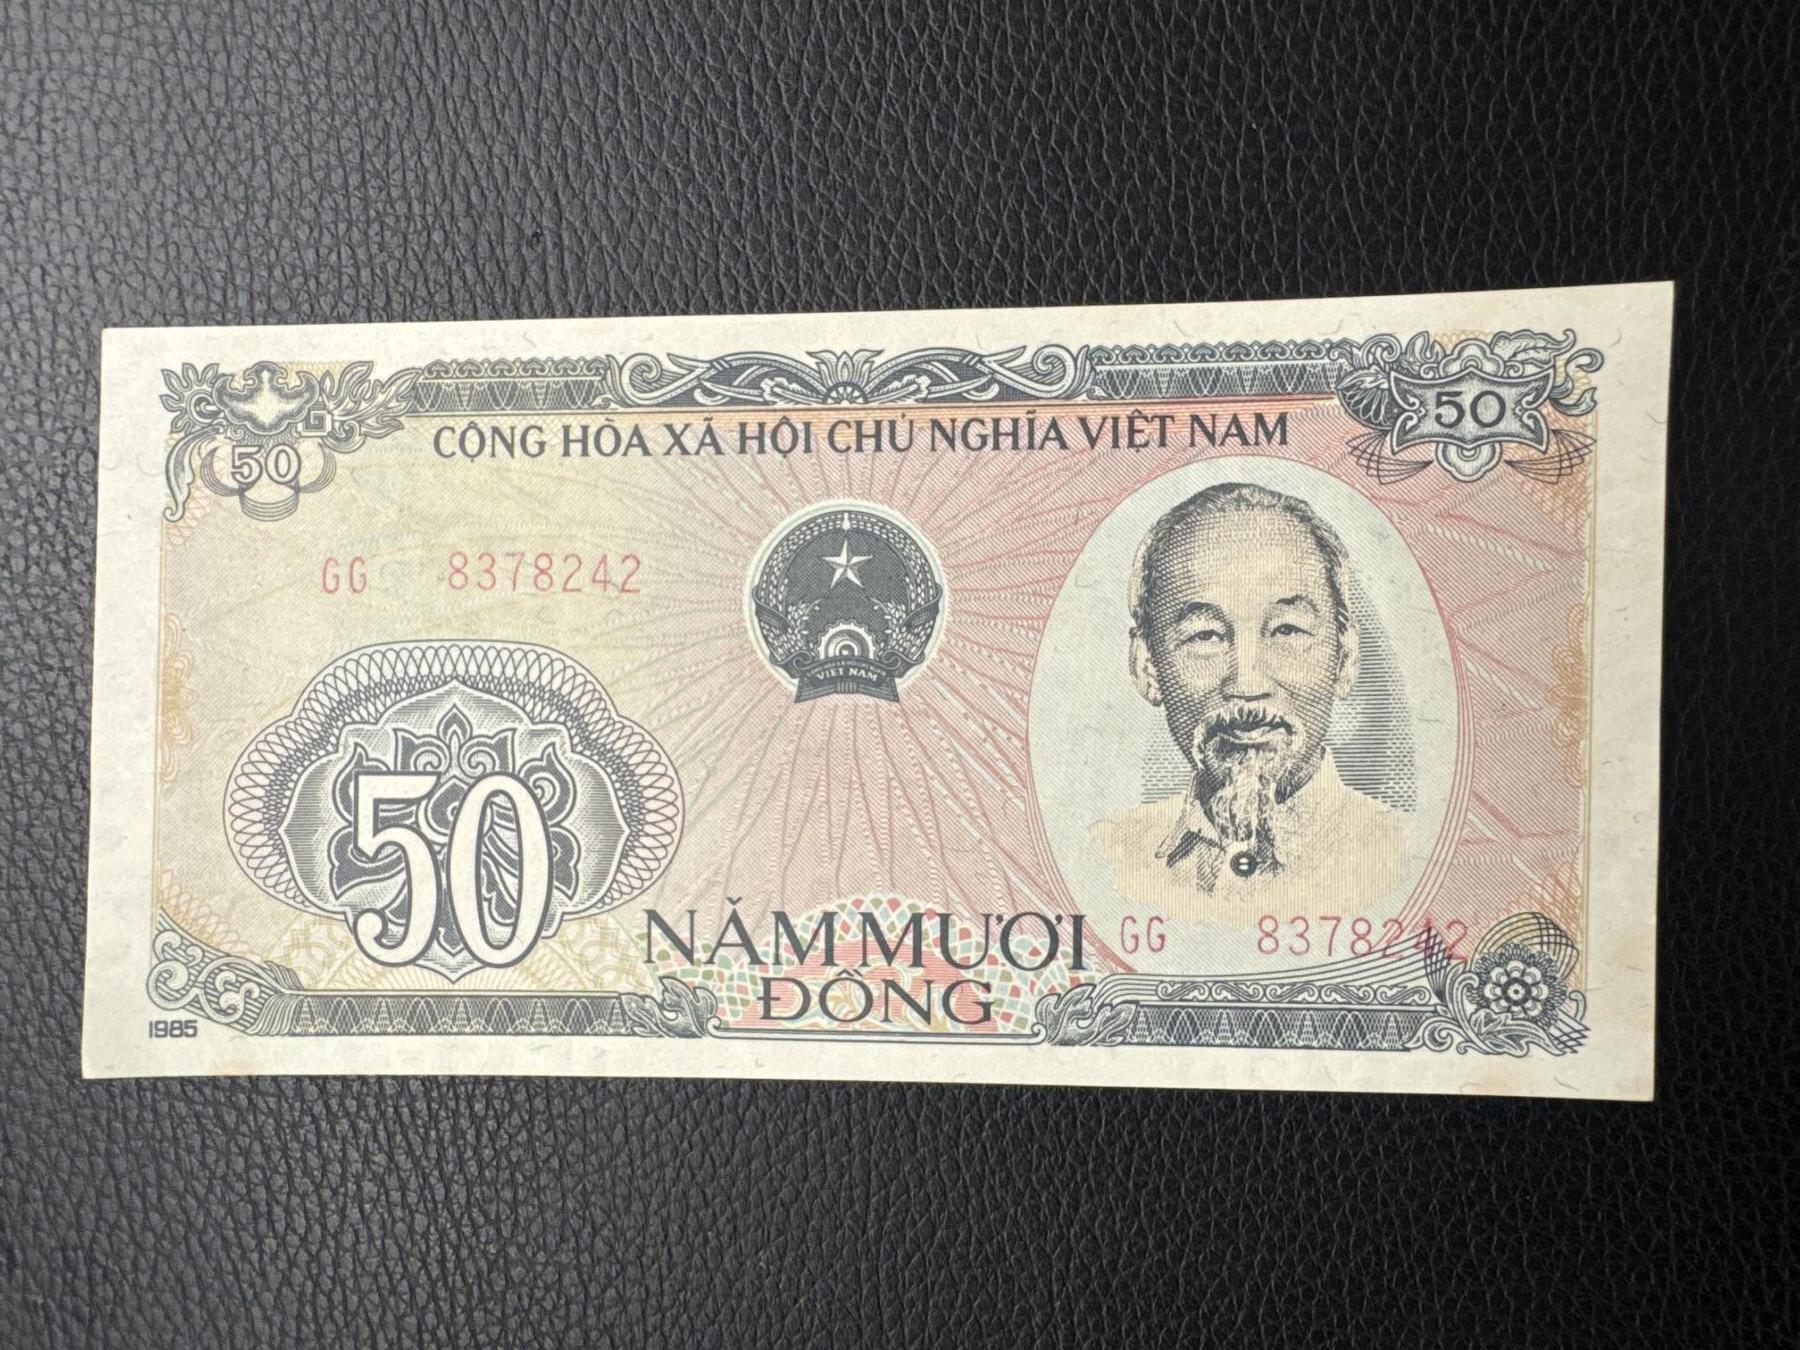 50
CỘNG HÒA XÃ HỘI CHỦ NGHĨA VIỆT NAM
50
GG 8378242
VIỆT NAM
50
NĂM MƯƠI
ĐỒNG
GG 8378242
1985